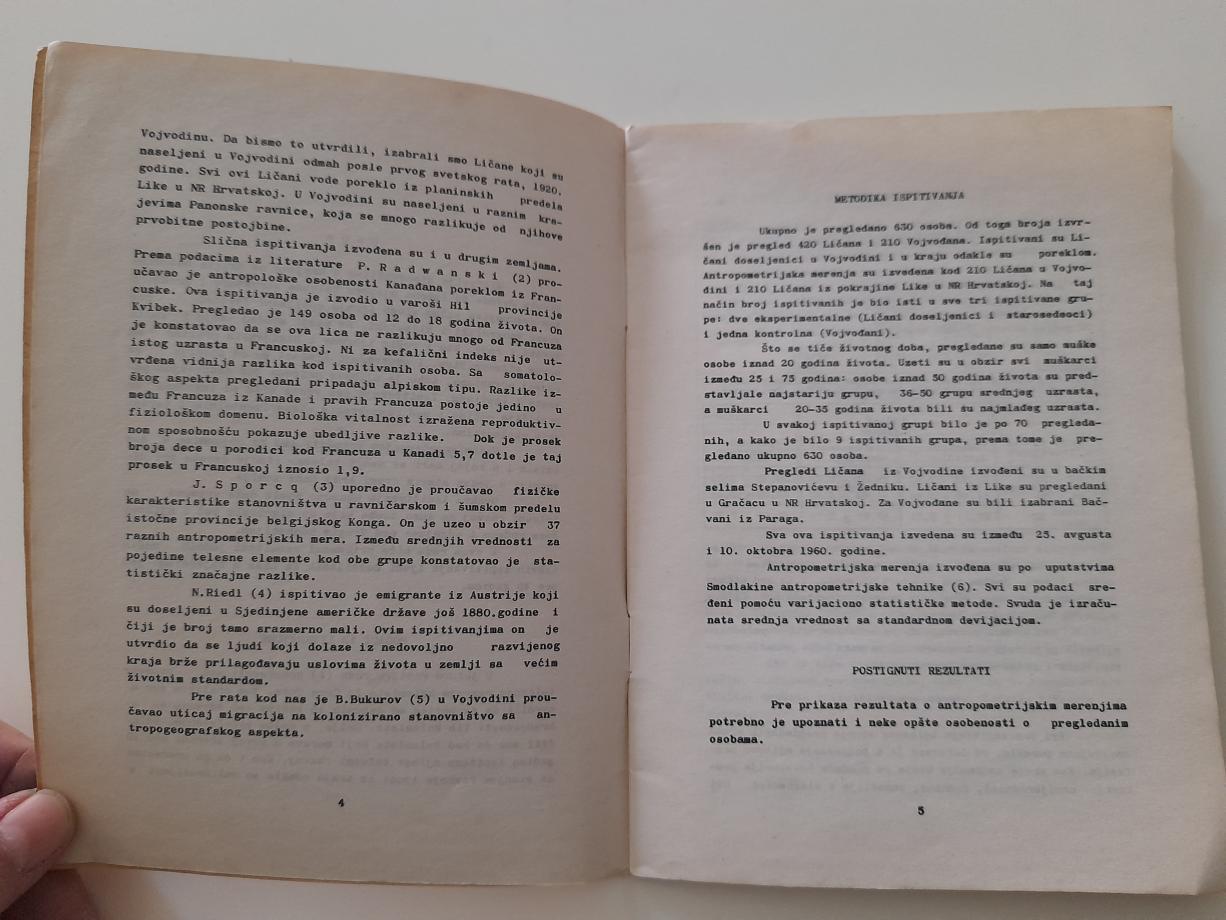 Vojvodinu. Da bismo to utvrdili, izabrali smo Ličane koji su
naseljeni u Vojvodini odmah posle prvog svetskog rata, 1920.
godine. Svi ovi Ličani vode poreklo iz planinskih predela
Like u NR Hrvatskoj. U Vojvodini su naseljeni u raznim kra-
jevima Panonske ravnice, koja se mnogo razlikuje od njihove
prvobitne postojbine.
Slična ispitivanja izvođena su i u drugim zemljama.
Prema podacima iz literature P. R a d w a n s k i (2) pro-
učavao je antropološke osobenosti Kanađana poreklom iz Fran-
cuske. Ova ispitivanja je izvodio u varoši Hil provincije
Kvibek. Pregledao je 149 osoba od 12 do 18 godina života. On
je konstatovao da se ova lica ne razlikuju mnogo od Francuza
istog uzrasta u Francuskoj. Ni za kefalični indeks nije ut-
vrđena vidnija razlika kod ispitivanih osoba. Sa somatolo-
škog aspekta pregledani pripadaju alpiskom tipu. Razlike iz-
među Francuza iz Kanade i pravih Francuza postoje jedino u
fiziološkom domenu. Biološka vitalnost izražena reproduktiv-
nom sposobnošću pokazuje ubedljive razlike. Dok je prosek
broja dece u porodici kod Francuza u Kanadi 5,7 dotle je taj
prosek u Francuskoj iznosio 1,9.
J. S p o r c q (3) uporedno je proučavao fizičke
karakteristike stanovništva u ravničarskom i šumskom predelu
istočne provincije belgijskog Konga. On je uzeo u obzir 37
raznih antropometrijskih mera. Između srednjih vrednosti za
pojedine telesne elemente kod obe grupe konstatovao je sta-
tistički značajne razlike.
N.Riedl (4) ispitivao je emigrante iz Austrije koji
su doseljeni u Sjedinjene američke države još 1880.godine i
čiji je broj tamo srazmerno mali. Ovim ispitivanjima on je
utvrdio da se ljudi koji dolaze iz nedovoljno razvijenog
kraja brže prilagođavaju uslovima života u zemlji sa većim
životnim standardom.
Pre rata kod nas je B.Bukurov (5) u Vojvodini prou-
čavao uticaj migracija na kolonizirano stanovništvo sa an-
tropogeografskog aspekta.
4
METODIKA ISPITIVANJA
Ukupno je pregledano 630 osoba. Od toga broja izvr-
šen je pregled 420 Ličana i 210 Vojvođana. Ispitivani su Li-
čani doseljenici u Vojvodini i u kraju odakle su poreklom.
Antropometrijska merenja su izvedena kod 210 Ličana u Vojvo-
dini i 210 Ličana iz pokrajine Like u NR Hrvatskoj. Na taj
način broj ispitivanih je bio isti u sve tri ispitivane gru-
pe: dve eksperimentalne (Ličani doseljenici i starosedeoci)
i jedna kontrolna (Vojvođani).
Što se tiče životnog doba, pregledane su samo muške
osobe iznad 20 godina života. Uzeti su u obzir svi muškarci
između 25 i 75 godina: osobe iznad 50 godina života su pred-
stavljale najstariju grupu, 36-50 grupu srednjeg uzrasta,
a muškarci 20-35 godina života bili su najmlađeg uzrasta.
U svakoj ispitivanoj grupi bilo je po 70 pregleda-
nih, a kako je bilo 9 ispitivanih grupa, prema tome je pre-
gledano ukupno 630 osoba.
Pregledi Ličana iz Vojvodine izvođeni su u bačkim
selima Stepanovićevu i Žedniku. Ličani iz Like su pregledani
u Gračacu u NR Hrvatskoj. Za Vojvođane su bili izabrani Bač-
vani iz Paraga.
Sva ova ispitivanja izvedena su između 25. avgusta
i 10. oktobra 1960. godine.
Antropometrijska merenja izvođena su po uputstvima
Smodlakine antropometrijske tehnike (6). Svi su podaci sre-
đeni pomoću varijaciono statističke metode. Svuda je izraču-
nata srednja vrednost sa standardnom devijacijom.
POSTIGNUTI REZULTATI
Pre prikaza rezultata o antropometrijskim merenjima
potrebno je upoznati i neke opšte osobenosti o pregledanim
osobama.
5